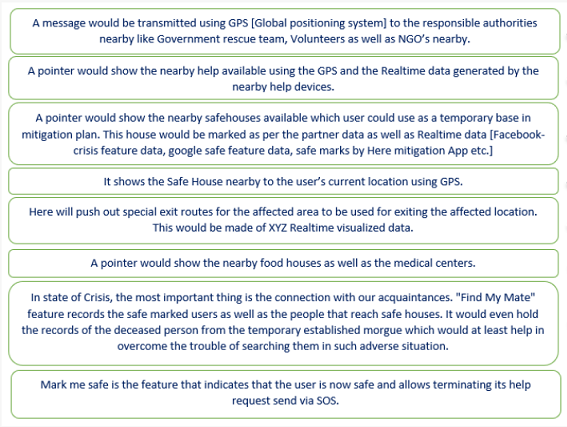 A message would be transmitted using GPS [Global positioning system] to the responsible authorities
nearby like Government rescue team, Volunteers as well as NGO's nearby.
A pointer would show the nearby help available using the GPS and the Realtime data generated by the
nearby help devices.
A pointer would show the nearby safehouses available which user could use as a temporary base in
mitigation plan. This house would be marked as per the partner data as well as Realtime data [Facebook-
crisis feature data, google safe feature data, safe marks by Here mitigation App etc.]
It shows the Safe House nearby to the user's current location using GPS.
Here will push out special exit routes for the affected area to be used for exiting the affected location.
This would be made of XYZ Realtime visualized data.
A pointer would show the nearby food houses as well as the medical centers.
In state of Crisis, the most important thing is the connection with our acquaintances. "Find My Mate"
feature records the safe marked users as well as the people that reach safe houses. It would even hold
the records of the deceased person from the temporary established morgue which would at least help in
overcome the trouble of searching them in such adverse situation.
Mark me safe is the feature that indicates that the user is now safe and allows terminating its help
request send via SOS.